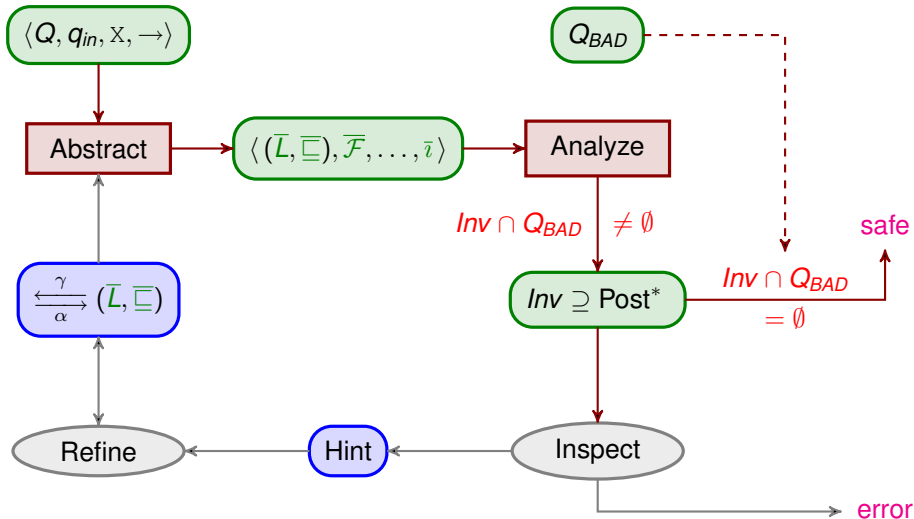 ⟨Q, q_in, X, →⟩
Q_BAD
Abstract
⟨ (L̅, ⊑̅), F̅, . . . , ῑ ⟩
Analyze
Inv ∩ Q_BAD ≠ ∅
safe
γ
α
(L̅, ⊑̅)
Inv ⊇ Post*
Inv ∩ Q_BAD
= ∅
Refine
Hint
Inspect
error